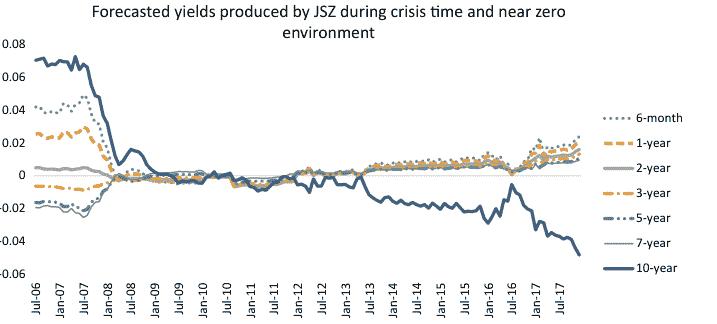 Forecasted yields produced by JSZ during crisis time and near zero
environment
0.08
0.06
0.04
0.02
0
-0.02
-0.04
-0.06
Jul-06
Jan-07
Jul-07
Jan-08
Jul-08
Jan-09
Jul-09
Jan-10
Jul-10
Jan-11
Jul-11
Jan-12
Jul-12
Jan-13
Jul-13
Jan-14
Jul-14
Jan-15
Jul-15
Jan-16
Jul-16
Jan-17
Jul-17
6-month
1-year
2-year
3-year
5-year
7-year
10-year